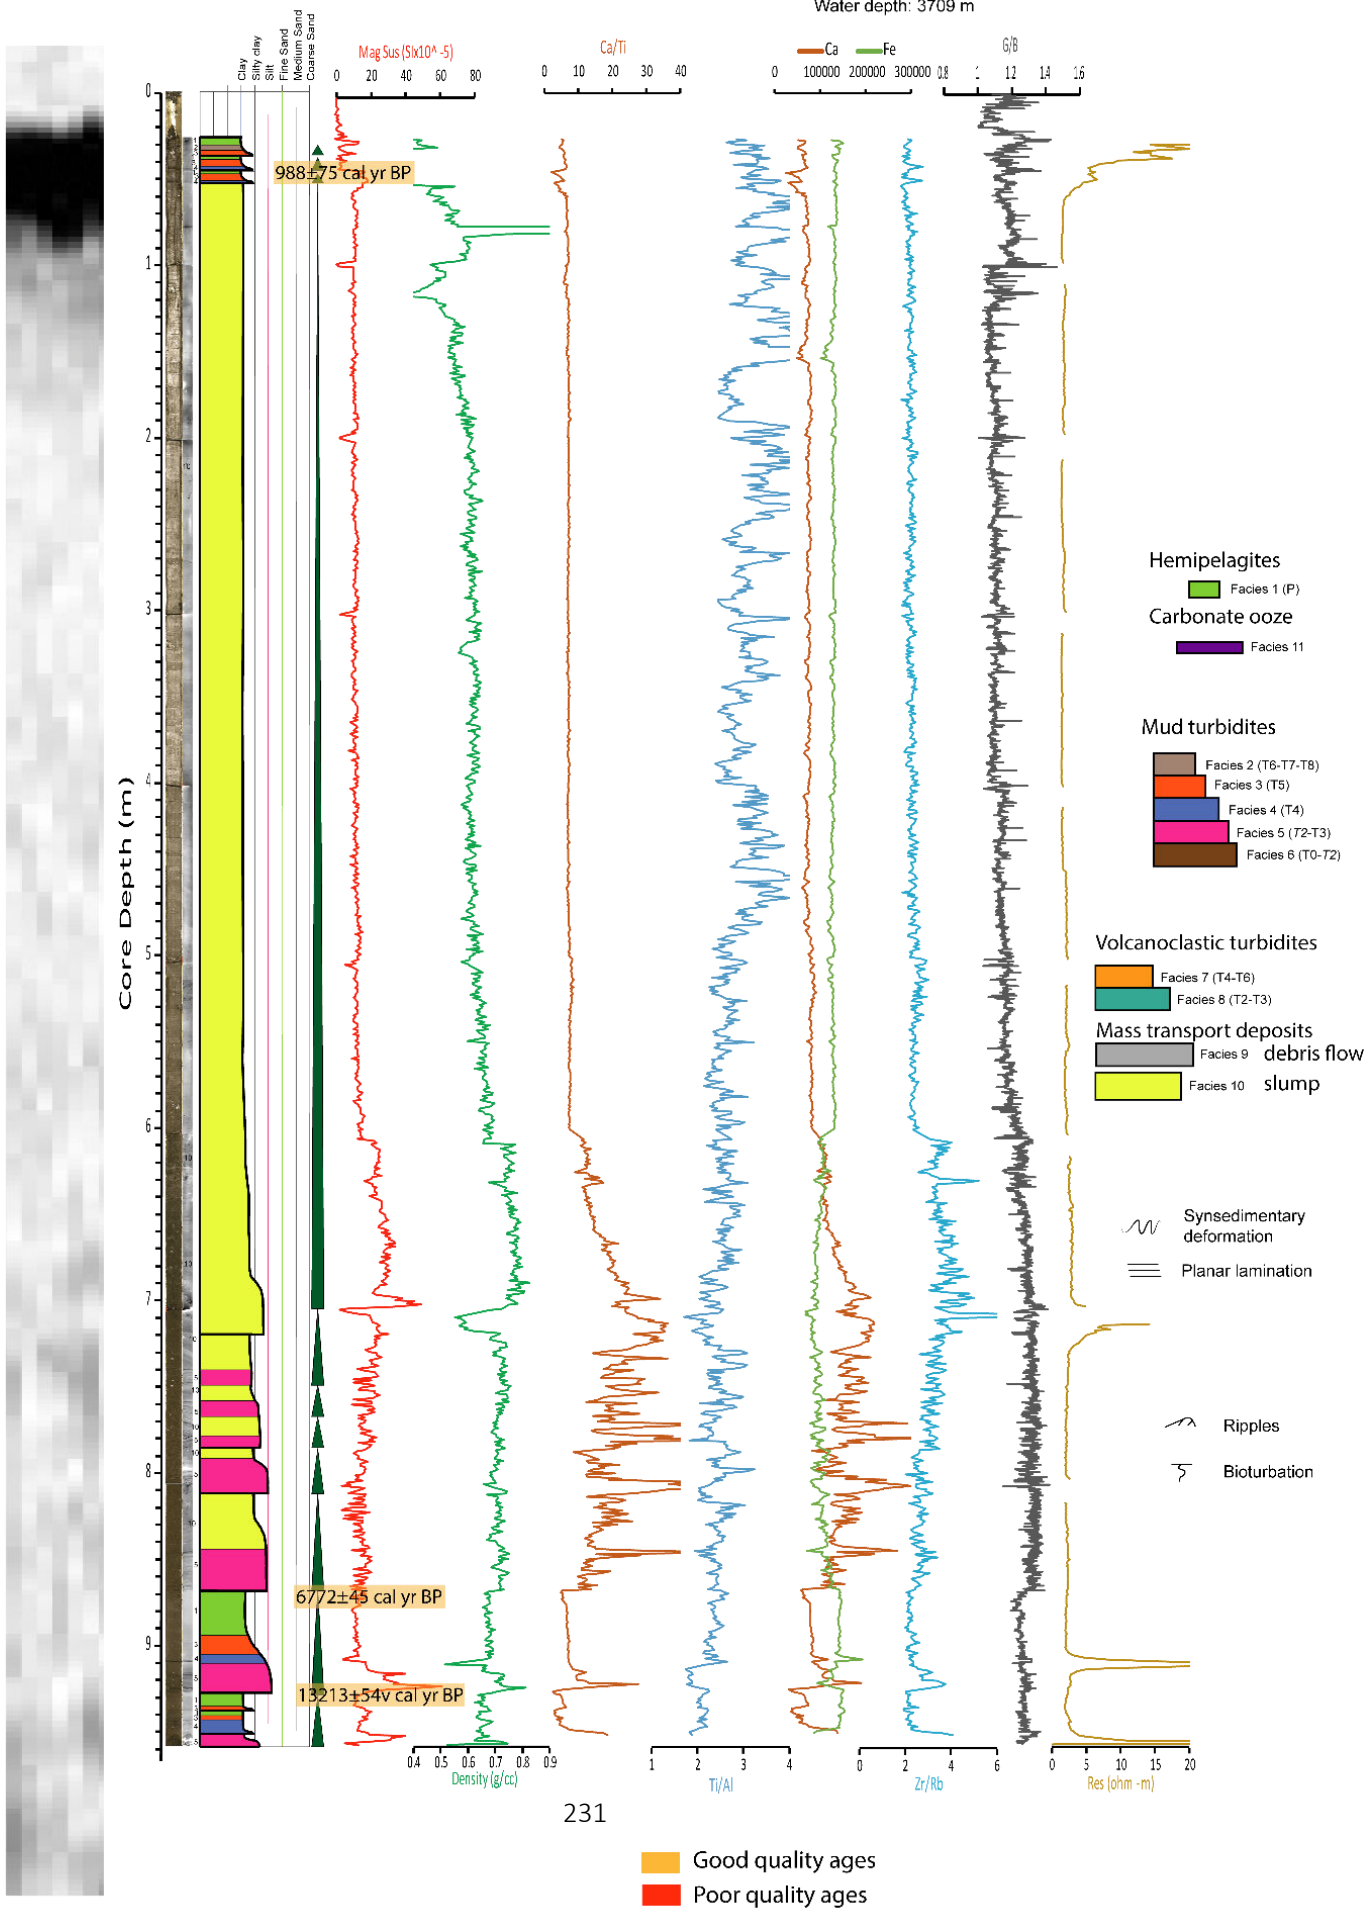 Water depth: 3709 m
Clay
Silty clay
Silt
Fine Sand
Medium Sand
Coarse Sand
Mag Sus (SIx10^ -5)
0 20 40 60 80
Ca/Ti
0 10 20 30 40
Ca Fe
0 100000 200000 300000
G/B
0.8 1 1.2 1.4 1.6
Core Depth (m)
0
1
2
3
4
5
6
7
8
9
988±75 cal yr BP
6772±45 cal yr BP
13213±54v cal yr BP
Hemipelagites
Facies 1 (P)
Carbonate ooze
Facies 11
Mud turbidites
Facies 2 (T6-T7-T8)
Facies 3 (T5)
Facies 4 (T4)
Facies 5 (T2-T3)
Facies 6 (T0-T2)
Volcanoclastic turbidites
Facies 7 (T4-T6)
Facies 8 (T2-T3)
Mass transport deposits
Facies 9 debris flow
Facies 10 slump
Synsedimentary
deformation
Planar lamination
Ripples
Bioturbation
0.4 0.5 0.6 0.7 0.8 0.9
Density (g/cc)
1 2 3 4
Ti/Al
0 2 4 6
Zr/Rb
0 5 10 15 20
Res (ohm -m)
231
Good quality ages
Poor quality ages